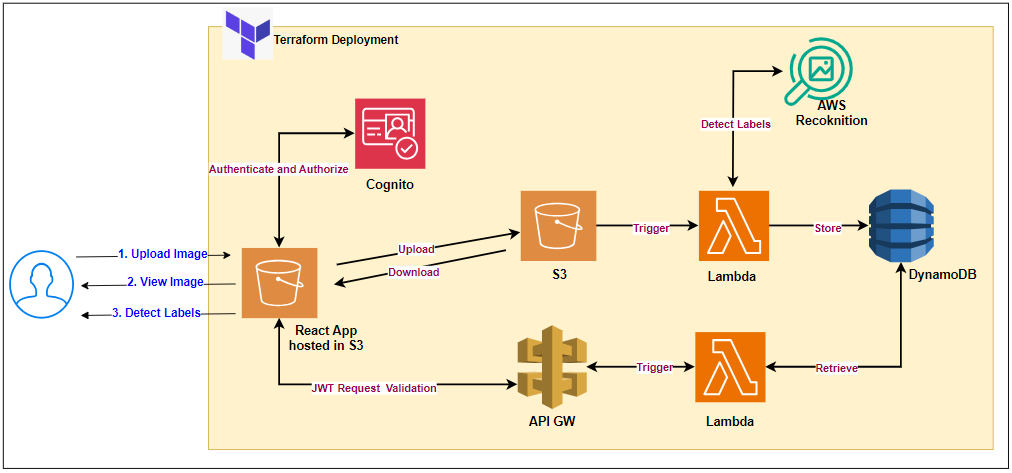 Terraform Deployment
AWS
Recoknition
Detect Labels
Authenticate and Authorize
Cognito
1. Upload Image
2. View Image
3. Detect Labels
React App
hosted in S3
Upload
Download
S3
Trigger
Lambda
Store
DynamoDB
JWT Request Validation
API GW
Trigger
Lambda
Retrieve